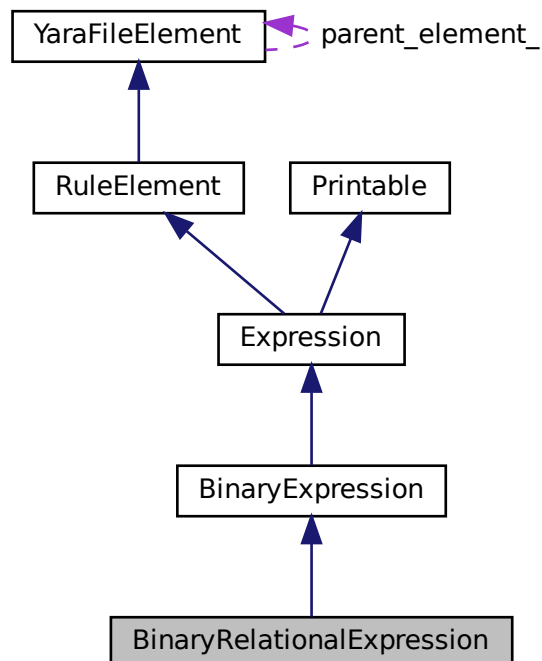 YaraFileElement
parent_element_
RuleElement
Printable
Expression
BinaryExpression
BinaryRelationalExpression